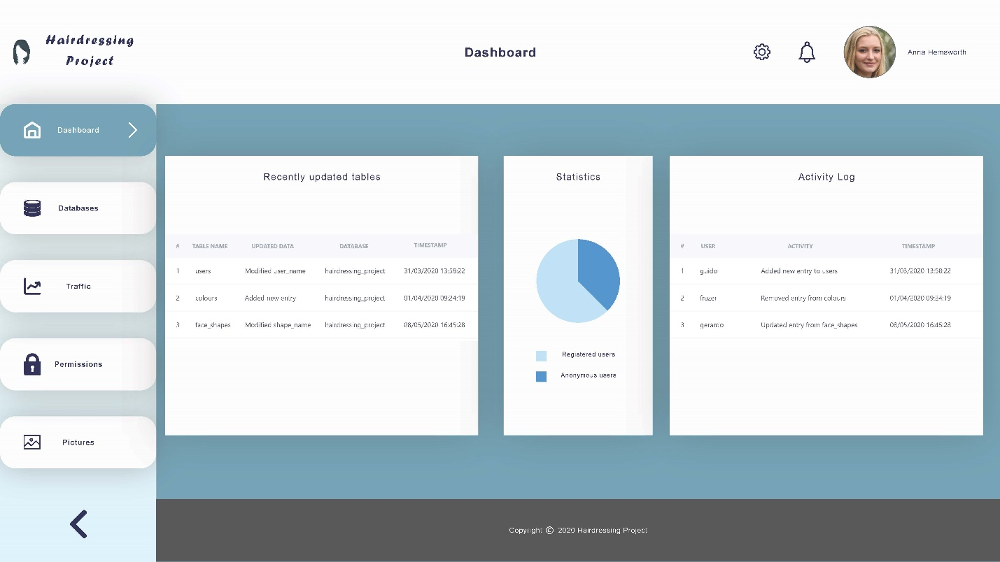 Hairdressing
Project
Dashboard
Anna Hemsworth
Dashboard
Databases
Traffic
Permissions
Pictures
Recently updated tables
# TABLE NAME UPDATED DATA DATABASE TIMESTAMP
1 users Modified user_name hairdressing_project 31/03/2020 13:58:22
2 colours Added new entry hairdressing_project 01/04/2020 09:24:19
3 face_shapes Modified shape_name hairdressing_project 08/05/2020 16:45:28
Statistics
Registered users
Anonymous users
Activity Log
# USER ACTIVITY TIMESTAMP
1 guido Added new entry to users 31/03/2020 13:58:22
2 frazer Removed entry from colours 01/04/2020 09:24:19
3 gerardo Updated entry from face_shapes 08/05/2020 16:45:28
Copyright © 2020 Hairdressing Project